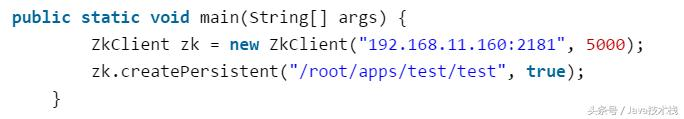 public static void main(String[] args) {
        ZkClient zk = new ZkClient("192.168.11.160:2181", 5000);
        zk.createPersistent("/root/apps/test/test", true);
    }
头条号 / Java技术栈